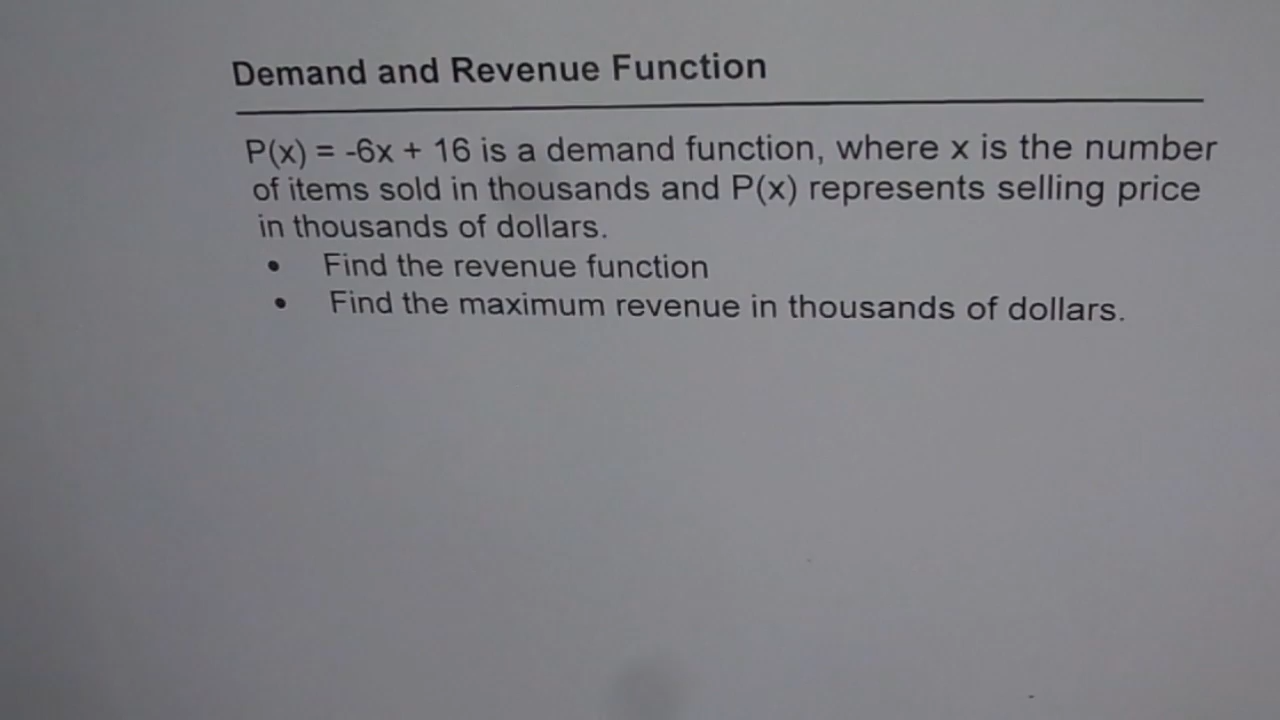 Demand and Revenue Function
P(x) = -6x + 16 is a demand function, where x is the number
of items sold in thousands and P(x) represents selling price
in thousands of dollars.
• Find the revenue function
• Find the maximum revenue in thousands of dollars.